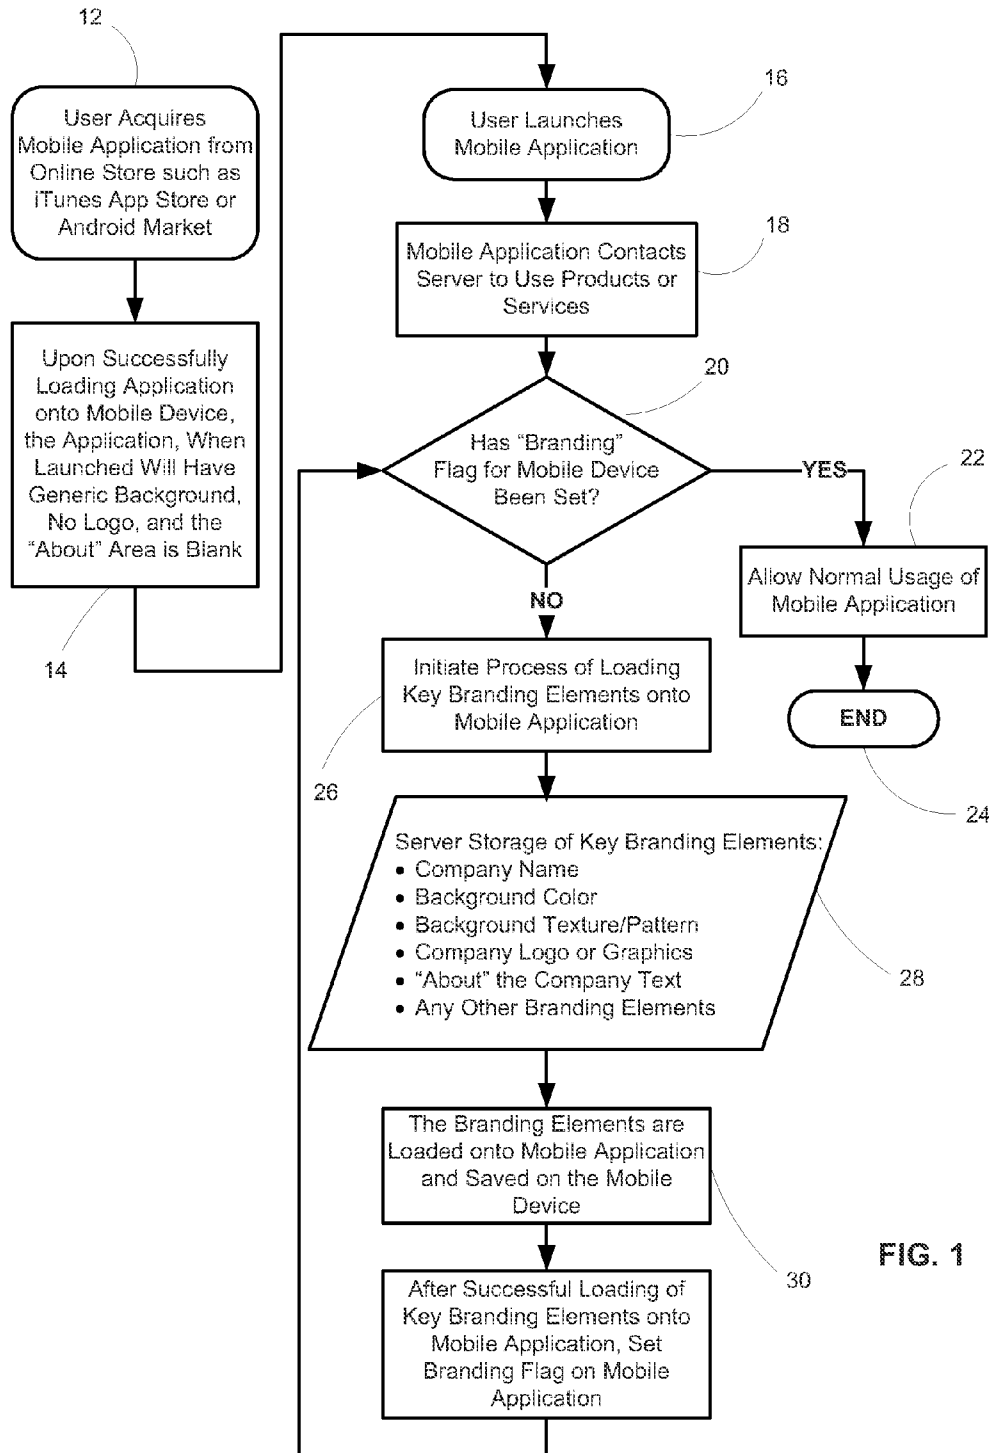 12
User Acquires
Mobile Application from
Online Store such as
iTunes App Store or
Android Market
Upon Successfully
Loading Application
onto Mobile Device,
the Application, When
Launched Will Have
Generic Background,
No Logo, and the
“About” Area is Blank
14
16
User Launches
Mobile Application
18
Mobile Application Contacts
Server to Use Products or
Services
20
Has “Branding”
Flag for Mobile Device
Been Set?
YES
22
Allow Normal Usage of
Mobile Application
END
24
NO
Initiate Process of Loading
Key Branding Elements onto
Mobile Application
26
Server Storage of Key Branding Elements:
• Company Name
• Background Color
• Background Texture/Pattern
• Company Logo or Graphics
• “About” the Company Text
• Any Other Branding Elements
28
The Branding Elements are
Loaded onto Mobile Application
and Saved on the Mobile
Device
30
After Successful Loading of
Key Branding Elements onto
Mobile Application, Set
Branding Flag on Mobile
Application
FIG. 1